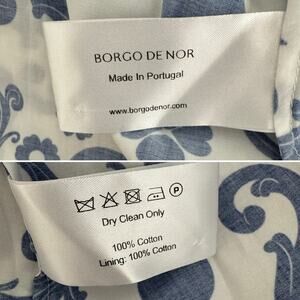 BORGO DE NOR
Made In Portugal
www.borgodenor.com
P
Dry Clean Only
100% Cotton
Lining: 100% Cotton